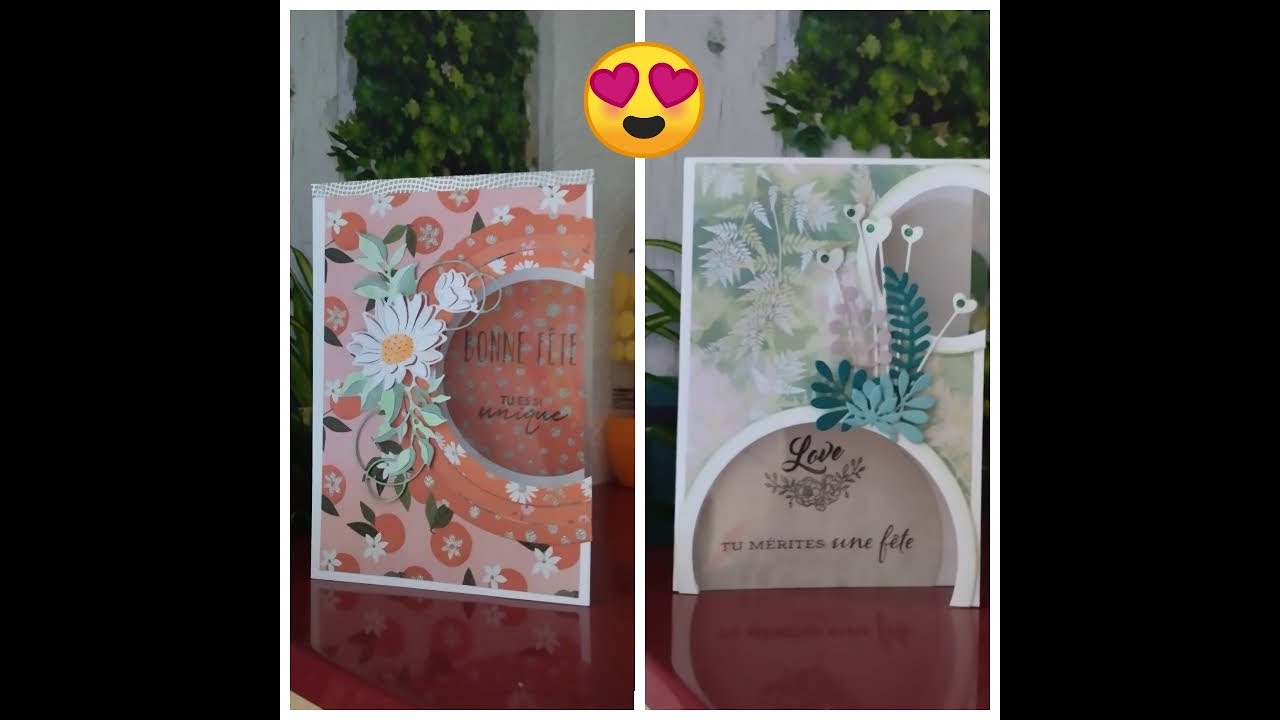 BONNE FÊTE
TU ES SI
unique
Love
TU MÉRITES une fête